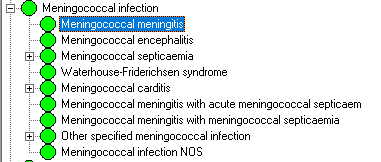 Meningococcal infection
Meningococcal meningitis
Meningococcal encephalitis
Meningococcal septicaemia
Waterhouse-Friderichsen syndrome
Meningococcal carditis
Meningococcal meningitis with acute meningococcal septicaem
Meningococcal meningitis with meningococcal septicaemia
Other specified meningococcal infection
Meningococcal infection NOS